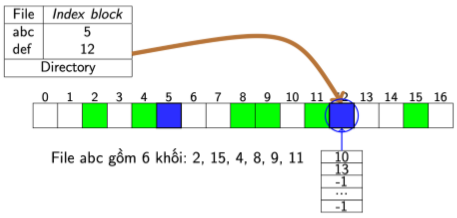 File Index block
abc 5
def 12
Directory
0 1 2 3 4 5 6 7 8 9 10 11 12 13 14 15 16
File abc gồm 6 khối: 2, 15, 4, 8, 9, 11
10
13
-1
...
-1